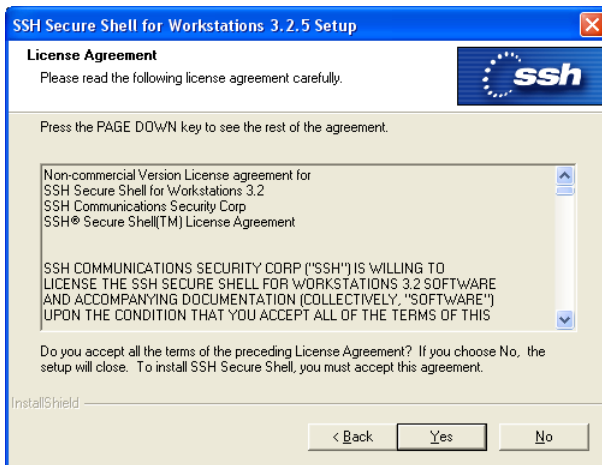 SSH Secure Shell for Workstations 3.2.5 Setup
License Agreement
Please read the following license agreement carefully.
ssh
Press the PAGE DOWN key to see the rest of the agreement.
Non-commercial Version License agreement for
SSH Secure Shell for Workstations 3.2
SSH Communications Security Corp
SSH® Secure Shell(TM) License Agreement
SSH COMMUNICATIONS SECURITY CORP ("SSH") IS WILLING TO
LICENSE THE SSH SECURE SHELL FOR WORKSTATIONS 3.2 SOFTWARE
AND ACCOMPANYING DOCUMENTATION (COLLECTIVELY, "SOFTWARE")
UPON THE CONDITION THAT YOU ACCEPT ALL OF THE TERMS OF THIS
Do you accept all the terms of the preceding License Agreement? If you choose No, the
setup will close. To install SSH Secure Shell, you must accept this agreement.
InstallShield
< Back Yes No